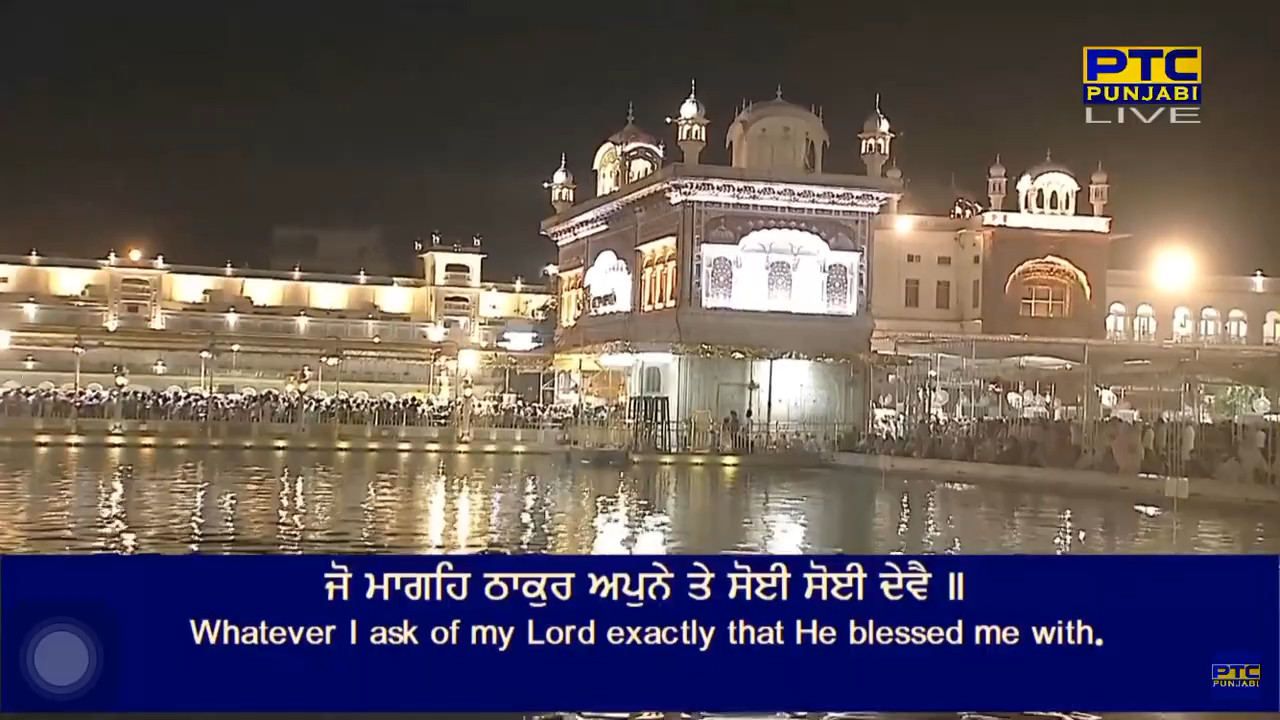 PTC
PUNJABI
LIVE
ਜੋ ਮਾਗਹਿ ਠਾਕੁਰ ਅਪੁਨੇ ਤੇ ਸੋਈ ਸੋਈ ਦੇਵੈ ॥
Whatever I ask of my Lord exactly that He blessed me with.
PTC
PUNJABI